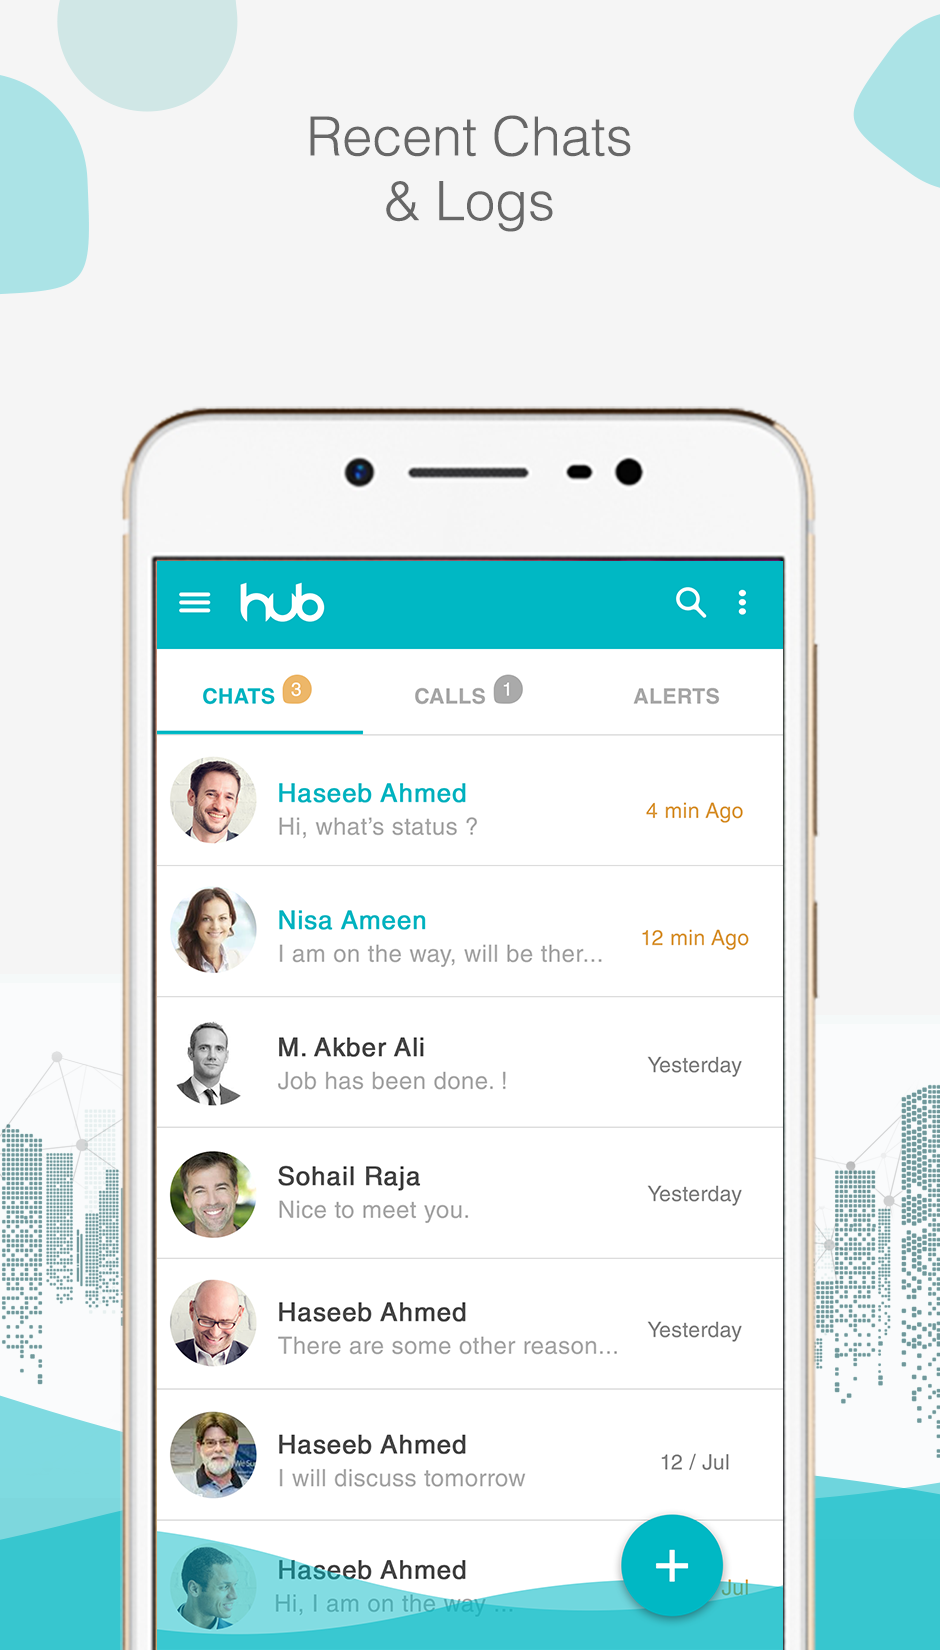 Recent Chats
& Logs
hub
CHATS 3
CALLS 1
ALERTS
Haseeb Ahmed
Hi, what’s status ?
4 min Ago
Nisa Ameen
I am on the way, will be ther...
12 min Ago
M. Akber Ali
Job has been done. !
Yesterday
Sohail Raja
Nice to meet you.
Yesterday
Haseeb Ahmed
There are some other reason...
Yesterday
Haseeb Ahmed
I will discuss tomorrow
12 / Jul
Haseeb Ahmed
Hi, I am on the way ...
Jul